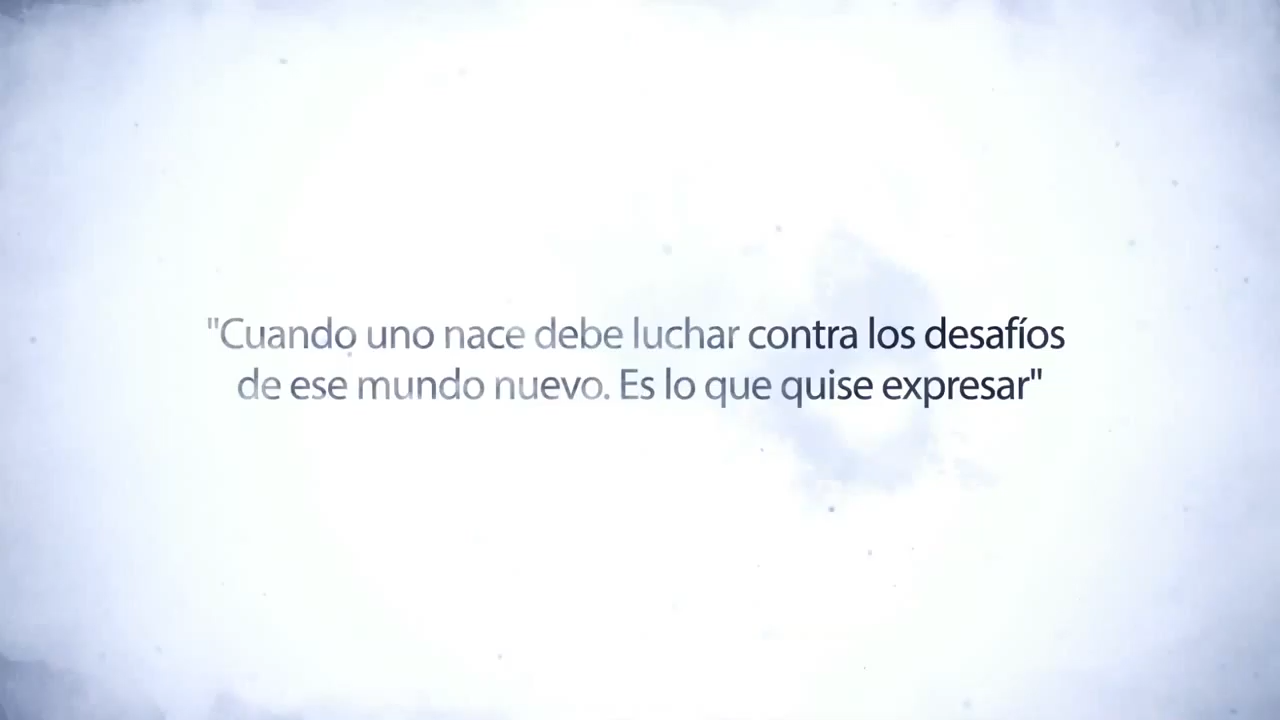 "Cuando uno nace debe luchar contra los desafíos
de ese mundo nuevo. Es lo que quise expresar"